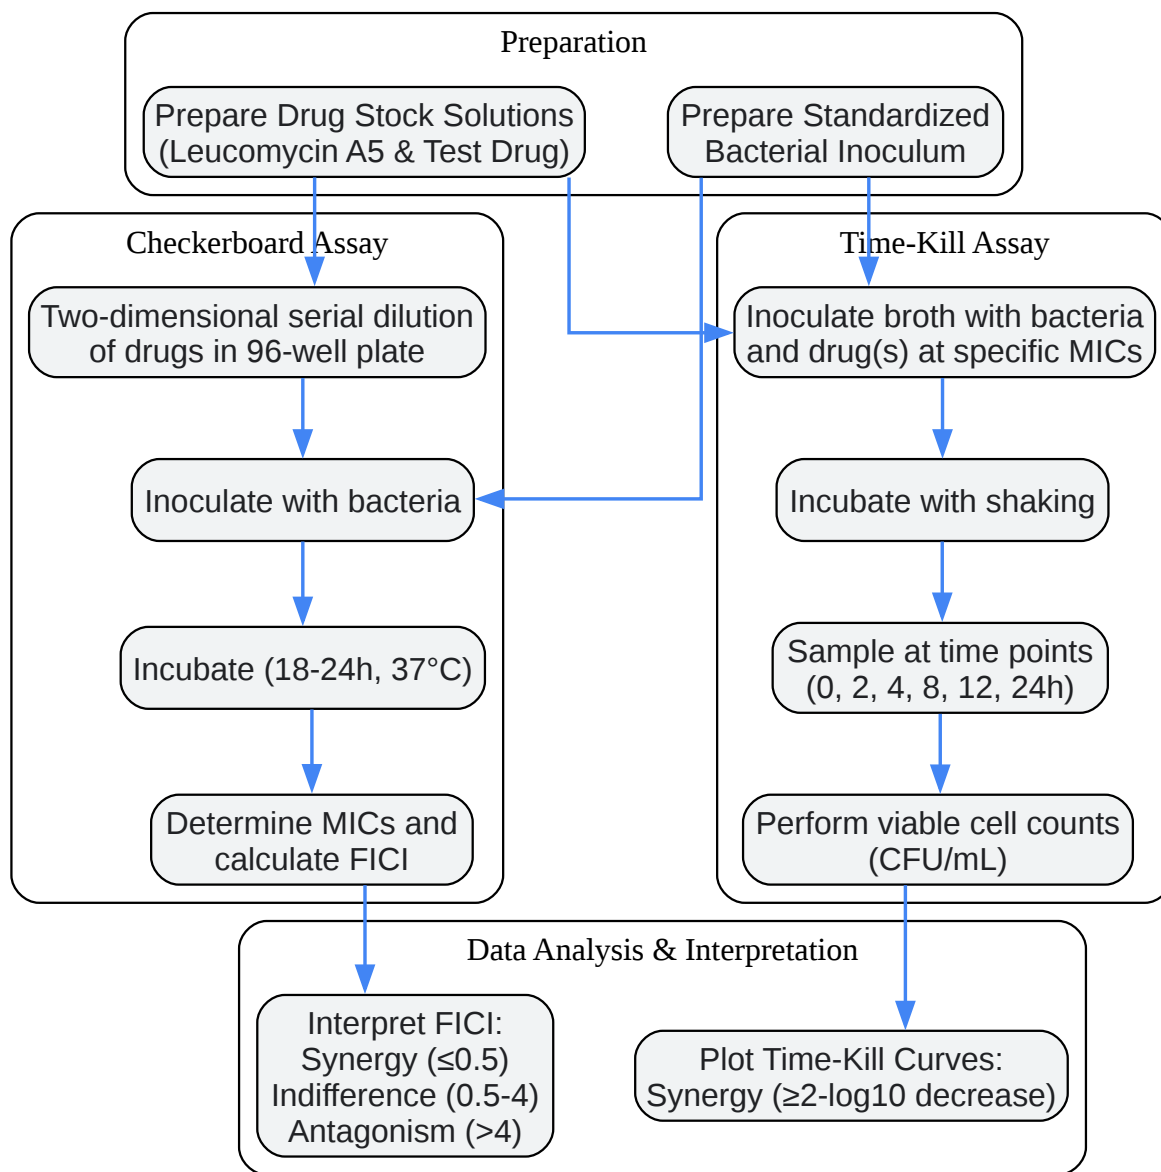 Preparation
Prepare Drug Stock Solutions
(Leucomycin A5 & Test Drug)
Prepare Standardized
Bacterial Inoculum
Checkerboard Assay
Two-dimensional serial dilution
of drugs in 96-well plate
Inoculate with bacteria
Incubate (18-24h, 37°C)
Determine MICs and
calculate FICI
Time-Kill Assay
Inoculate broth with bacteria
and drug(s) at specific MICs
Incubate with shaking
Sample at time points
(0, 2, 4, 8, 12, 24h)
Perform viable cell counts
(CFU/mL)
Data Analysis & Interpretation
Interpret FICI:
Synergy (≤0.5)
Indifference (0.5-4)
Antagonism (>4)
Plot Time-Kill Curves:
Synergy (≥2-log10 decrease)